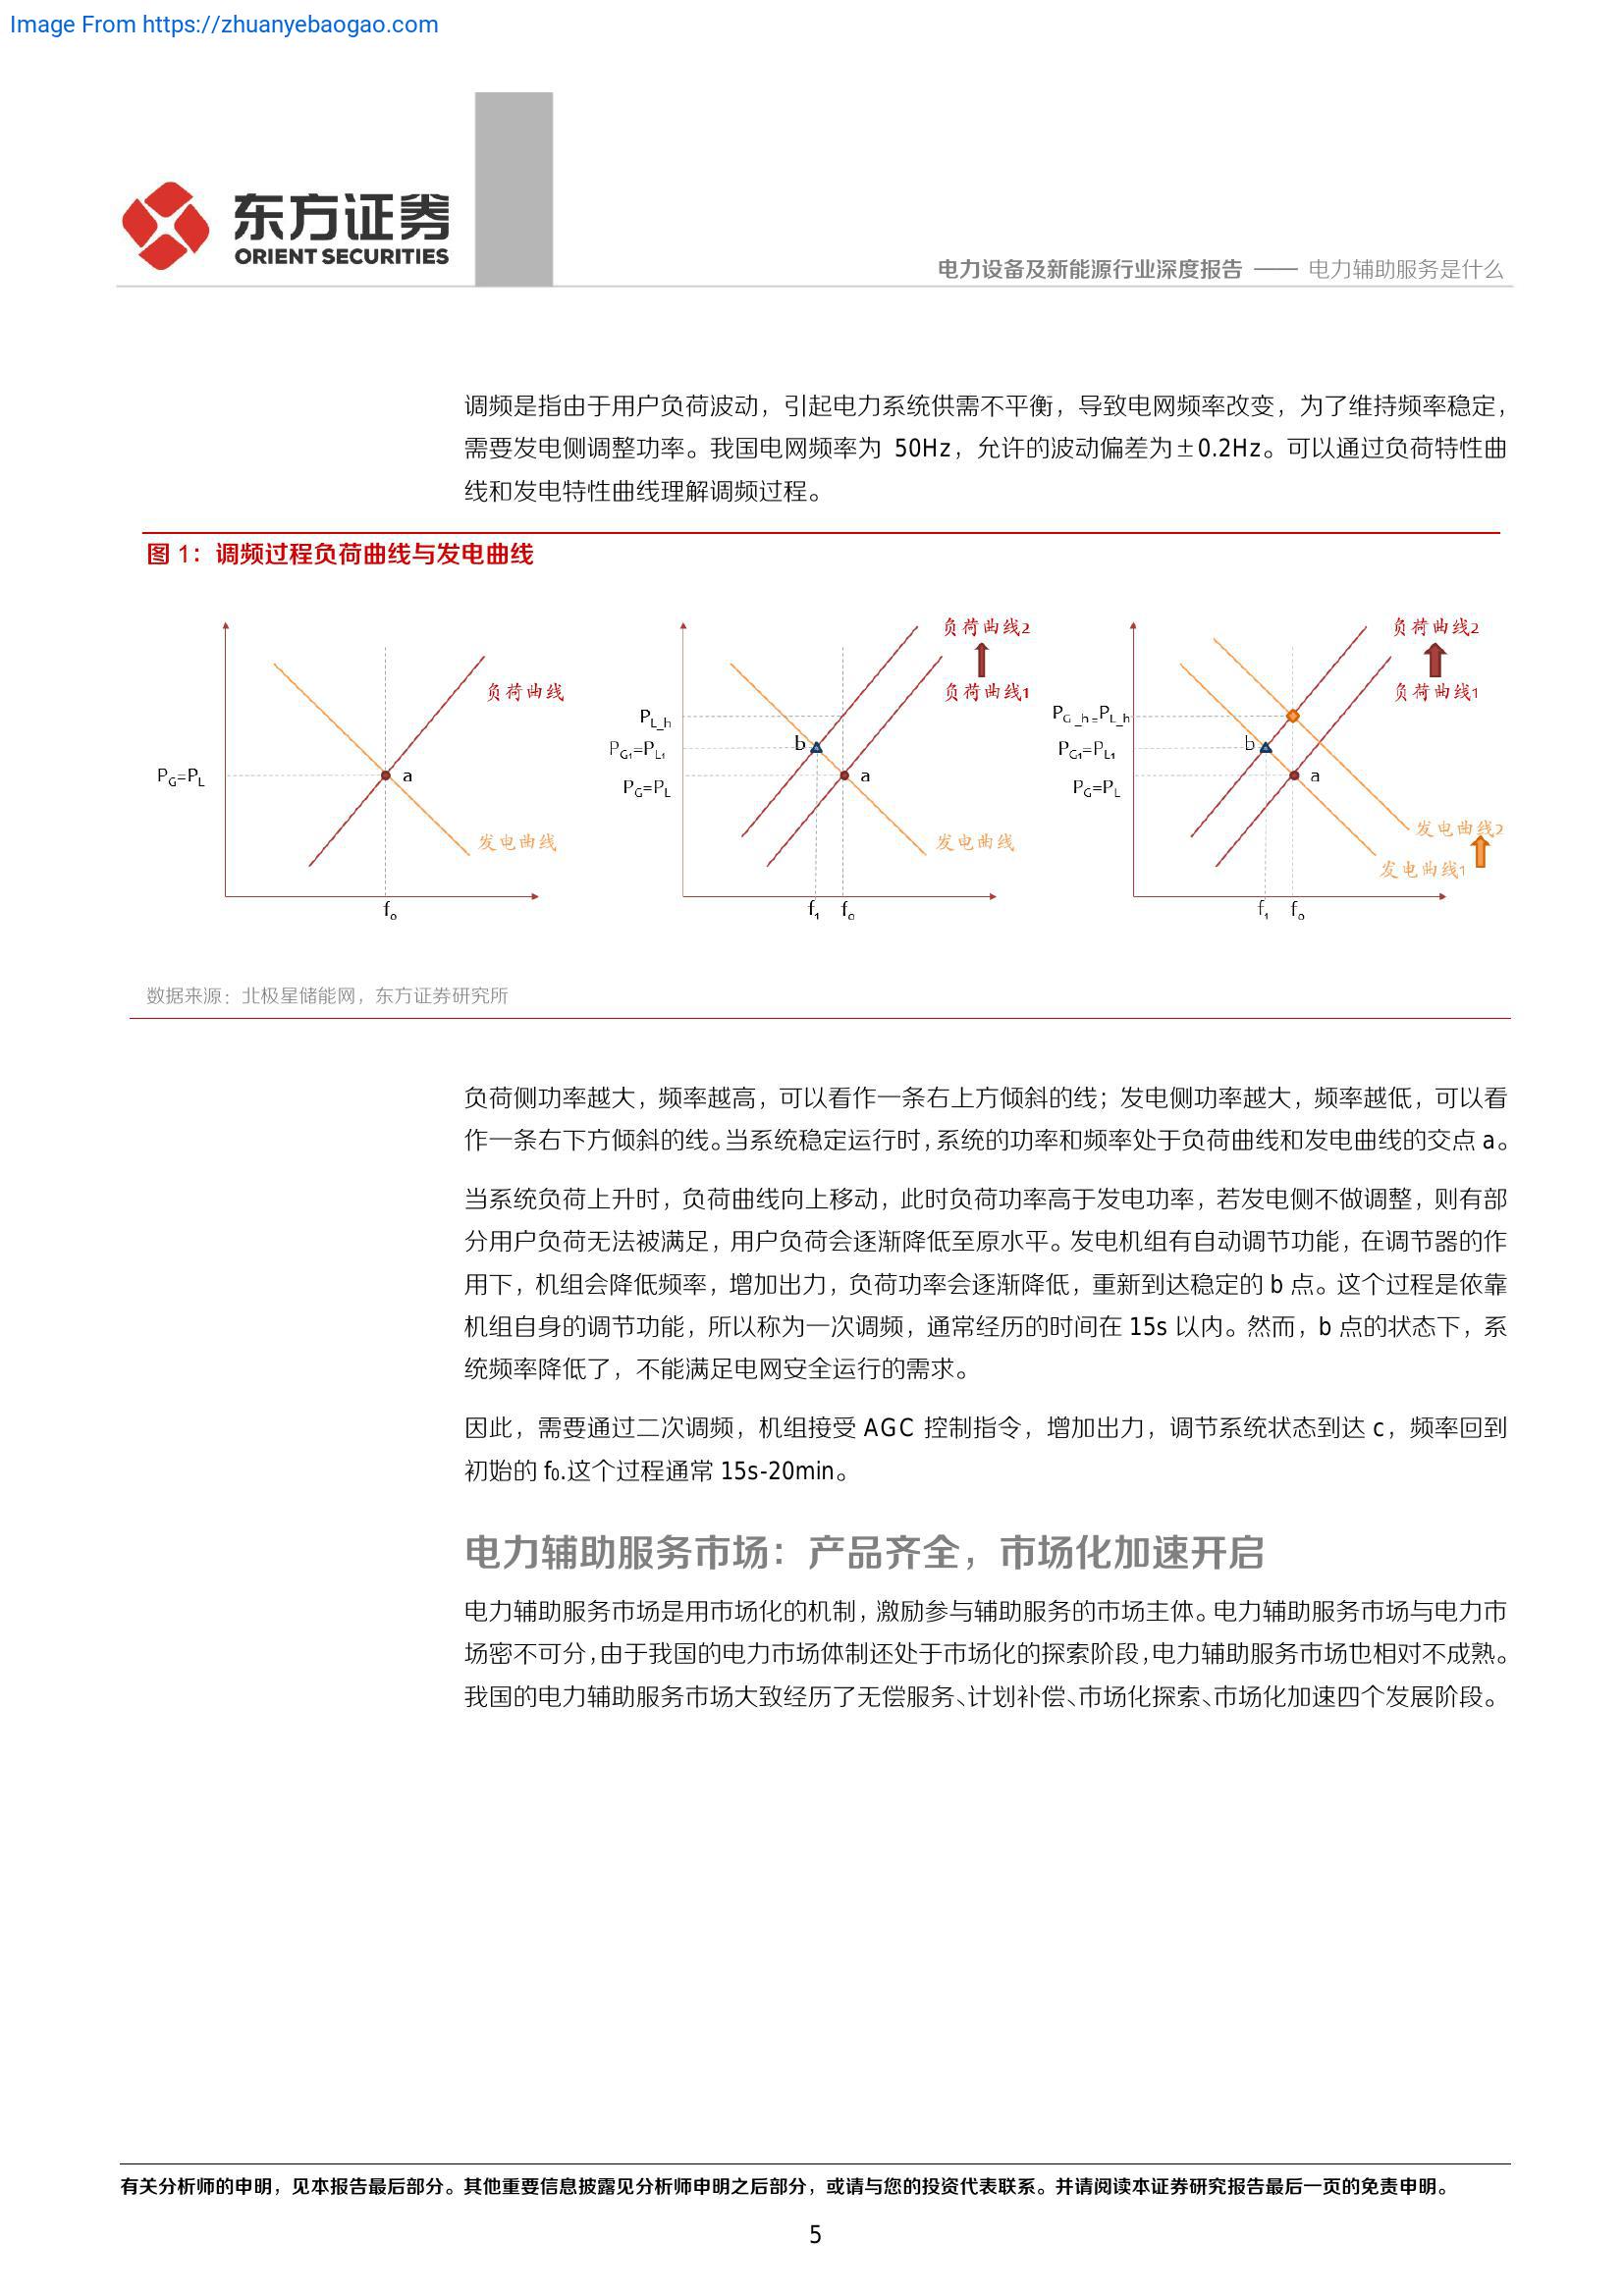 Image From https://zhuanyebaogao.com
东方证券
ORIENT SECURITIES
电力设备及新能源行业深度报告 —— 电力辅助服务是什么
调频是指由于用户负荷波动，引起电力系统供需不平衡，导致电网频率改变，为了维持频率稳定，
需要发电侧调整功率。我国电网频率为 50Hz，允许的波动偏差为±0.2Hz。可以通过负荷特性曲
线和发电特性曲线理解调频过程。
图 1：调频过程负荷曲线与发电曲线
PG=PL
a
负荷曲线
发电曲线
f₀
PL_h
PG1=PL1
PG=PL
b
a
负荷曲线2
负荷曲线1
发电曲线
f₁ f₀
PG_h=PL_h
PG1=PL1
PG=PL
b
a
负荷曲线2
负荷曲线1
发电曲线2
发电曲线1
f₁ f₀
数据来源：北极星储能网，东方证券研究所
负荷侧功率越大，频率越高，可以看作一条右上方倾斜的线；发电侧功率越大，频率越低，可以看
作一条右下方倾斜的线。当系统稳定运行时，系统的功率和频率处于负荷曲线和发电曲线的交点 a。
当系统负荷上升时，负荷曲线向上移动，此时负荷功率高于发电功率，若发电侧不做调整，则有部
分用户负荷无法被满足，用户负荷会逐渐降低至原水平。发电机组有自动调节功能，在调节器的作
用下，机组会降低频率，增加出力，负荷功率会逐渐降低，重新到达稳定的 b 点。这个过程是依靠
机组自身的调节功能，所以称为一次调频，通常经历的时间在 15s 以内。然而，b 点的状态下，系
统频率降低了，不能满足电网安全运行的需求。
因此，需要通过二次调频，机组接受 AGC 控制指令，增加出力，调节系统状态到达 c，频率回到
初始的 f₀.这个过程通常 15s-20min。
电力辅助服务市场：产品齐全，市场化加速开启
电力辅助服务市场是用市场化的机制，激励参与辅助服务的市场主体。电力辅助服务市场与电力市
场密不可分，由于我国的电力市场体制还处于市场化的探索阶段，电力辅助服务市场也相对不成熟。
我国的电力辅助服务市场大致经历了无偿服务、计划补偿、市场化探索、市场化加速四个发展阶段。
有关分析师的申明，见本报告最后部分。其他重要信息披露见分析师申明之后部分，或请与您的投资代表联系。并请阅读本证券研究报告最后一页的免责申明。
5